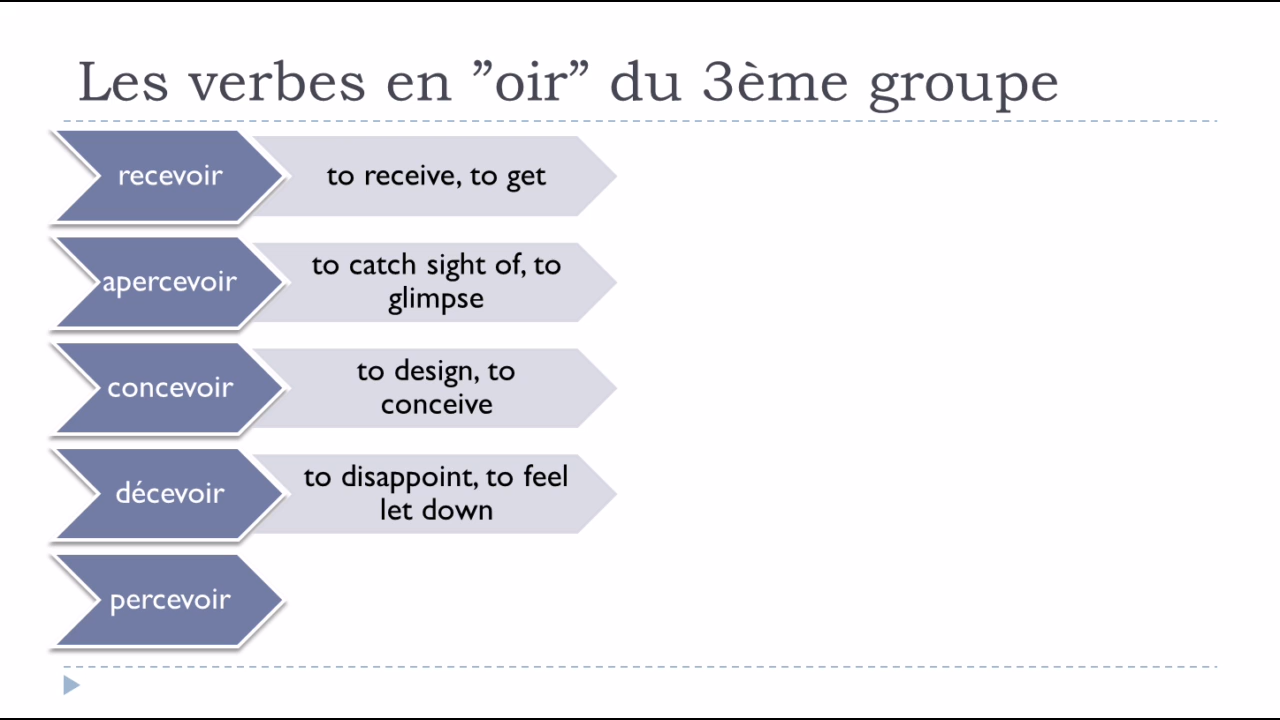 Les verbes en ”oir” du 3ème groupe
recevoir
to receive, to get
apercevoir
to catch sight of, to
glimpse
concevoir
to design, to
conceive
décevoir
to disappoint, to feel
let down
percevoir